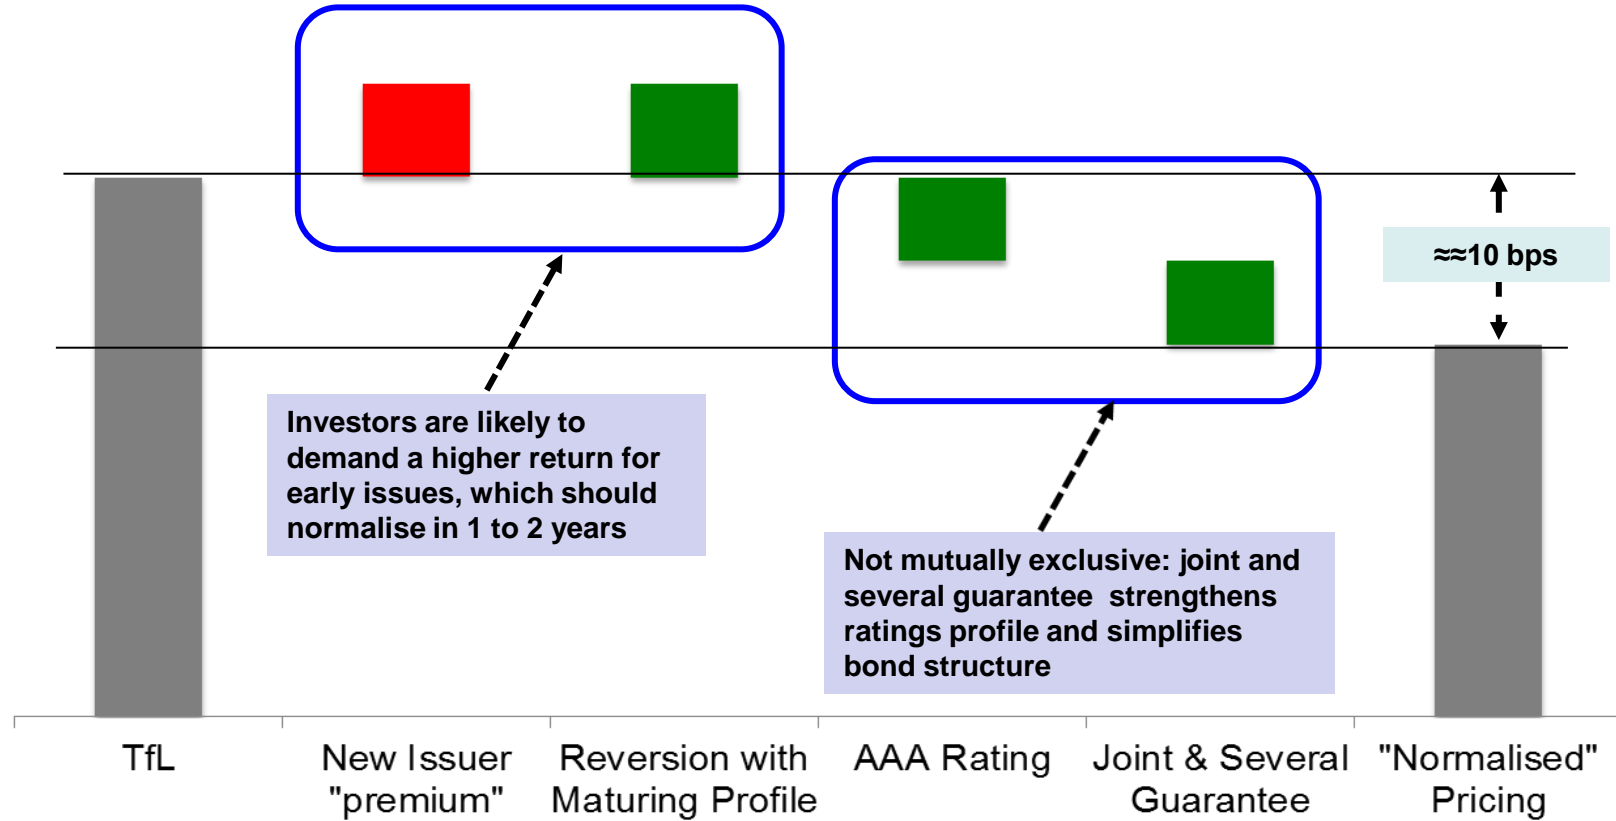 ≈≈10 bps
Investors are likely to
demand a higher return for
early issues, which should
normalise in 1 to 2 years
Not mutually exclusive: joint and
several guarantee  strengthens
ratings profile and simplifies
bond structure
TfL
New Issuer
"premium"
Reversion with
Maturing Profile
AAA Rating
Joint & Several
Guarantee
"Normalised"
Pricing